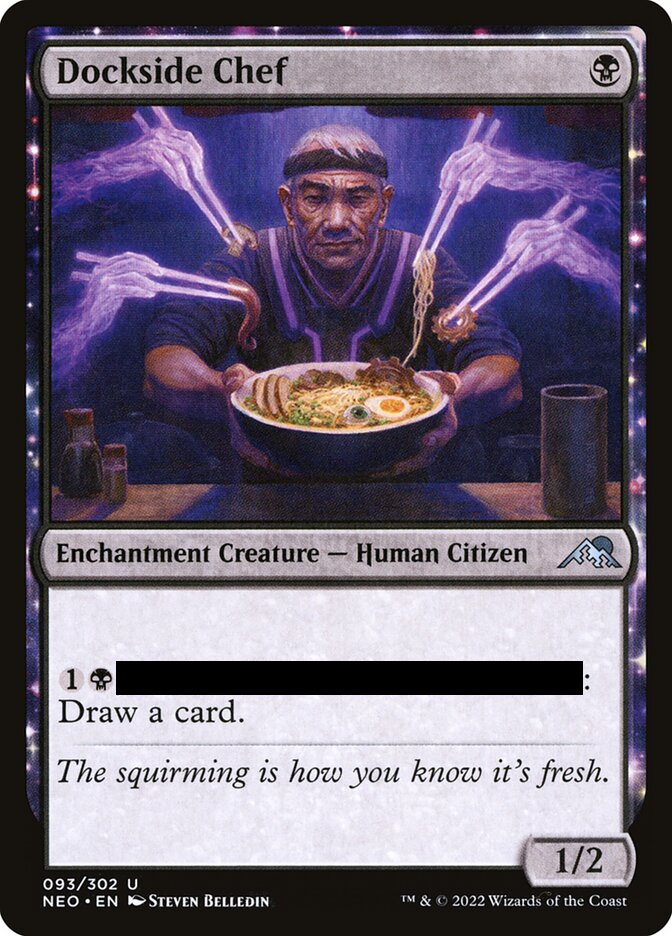 Dockside Chef
Enchantment Creature — Human Citizen
1 :
Draw a card.
The squirming is how you know it's fresh.
1/2
093/302 U
NEO • EN Steven Belledin
™ & © 2022 Wizards of the Coast